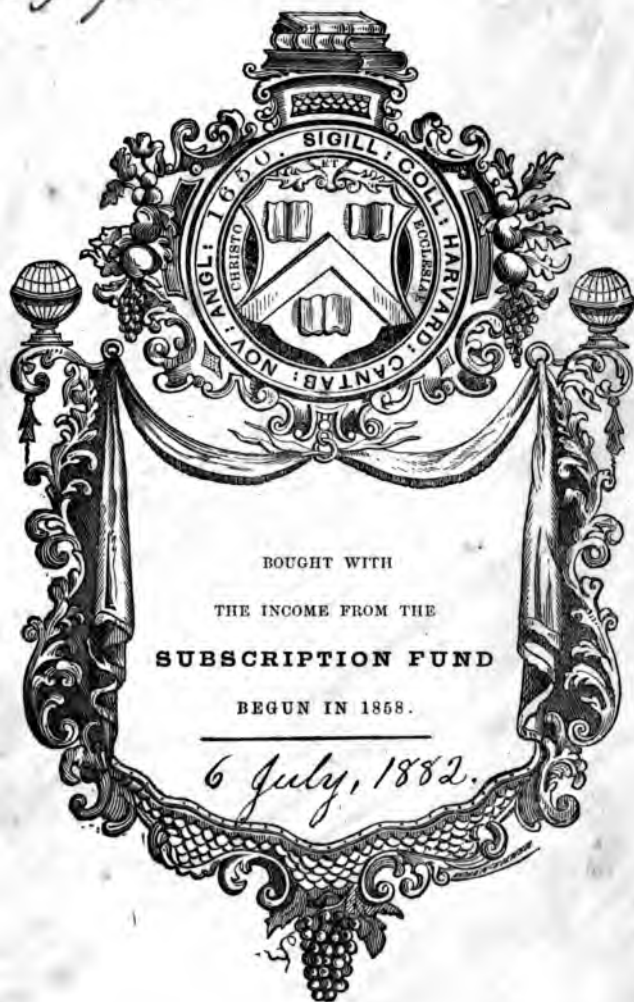 SIGILL: COLL: HARVARD: CANTAB: NOV: ANGL: 1650.
CHRISTO ET ECCLESIAE
BOUGHT WITH
THE INCOME FROM THE
SUBSCRIPTION FUND
BEGUN IN 1858.
6 July, 1882.